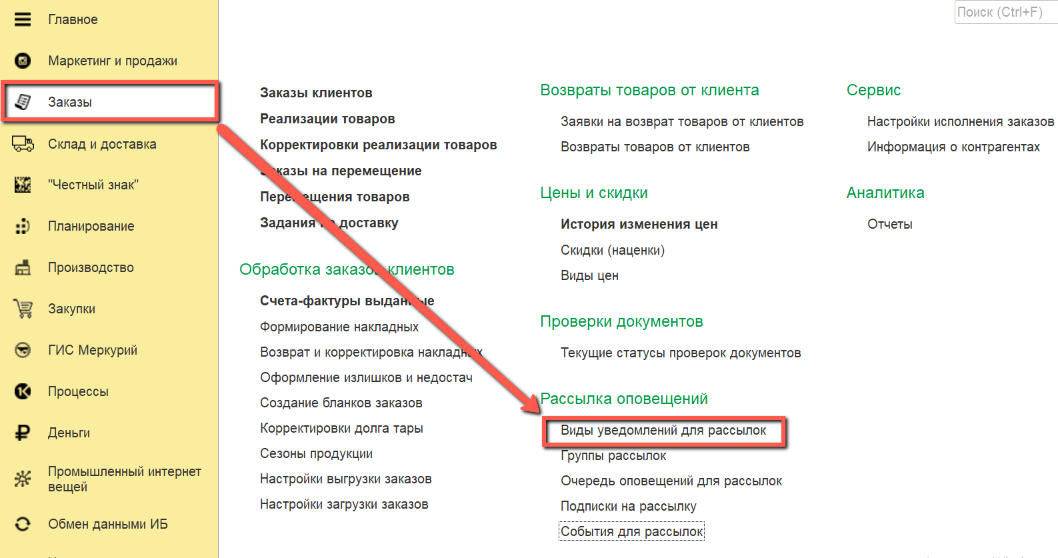 Главное
Маркетинг и продажи
Заказы
Склад и доставка
"Честный знак"
Планирование
Производство
Закупки
ГИС Меркурий
Процессы
Деньги
Промышленный интернет
вещей
Обмен данными ИБ
Поиск (Ctrl+F)
Заказы клиентов
Реализации товаров
Корректировки реализации товаров
Заказы на перемещение
Перемещения товаров
Задания на доставку
Обработка заказов клиентов
Счета-фактуры выданные
Формирование накладных
Возврат и корректировка накладных
Оформление излишков и недостач
Создание бланков заказов
Корректировки долга тары
Сезоны продукции
Настройки выгрузки заказов
Настройки загрузки заказов
Возвраты товаров от клиента
Заявки на возврат товаров от клиентов
Возвраты товаров от клиентов
Цены и скидки
История изменения цен
Скидки (наценки)
Виды цен
Проверки документов
Текущие статусы проверок документов
Рассылка оповещений
Виды уведомлений для рассылок
Группы рассылок
Очередь оповещений для рассылок
Подписки на рассылку
События для рассылок
Сервис
Настройки исполнения заказов
Информация о контрагентах
Аналитика
Отчеты